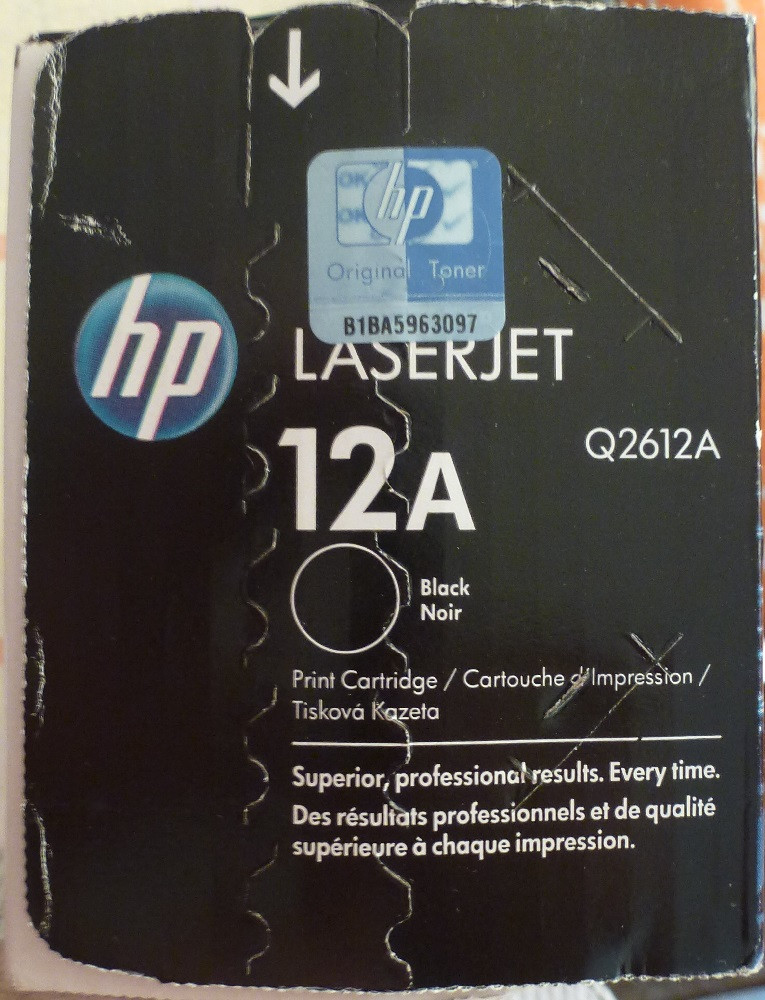 OK
OK
hp
Original Toner
B1BA5963097
hp
LASERJET
12A
Q2612A
Black
Noir
Print Cartridge / Cartouche d'Impression /
Tisková Kazeta
Superior, professional results. Every time.
Des résultats professionnels et de qualité
supérieure à chaque impression.